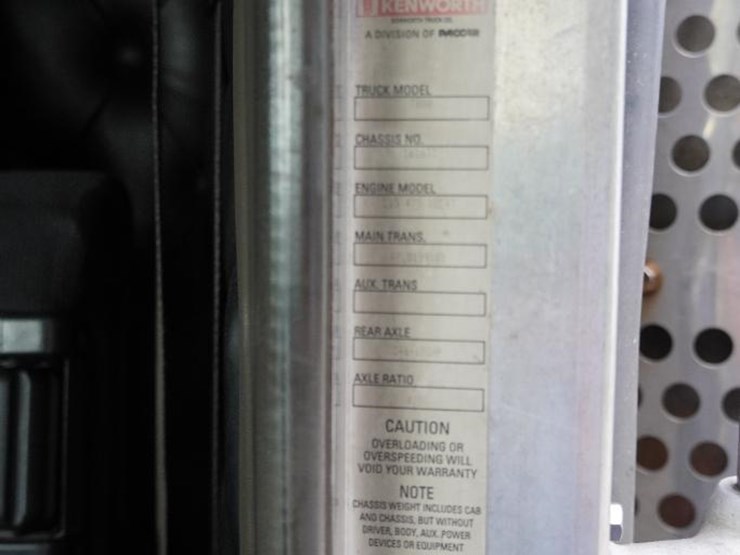 KENWORTH
A DIVISION OF PACCAR
TRUCK MODEL
CHASSIS NO.
ENGINE MODEL
MAIN TRANS.
AUX. TRANS
REAR AXLE
AXLE RATIO
CAUTION
OVERLOADING OR
OVERSPEEDING WILL
VOID YOUR WARRANTY
NOTE
CHASSIS WEIGHT INCLUDES CAB
AND CHASSIS, BUT WITHOUT
DRIVER, BODY, AUX. POWER
DEVICES OR EQUIPMENT